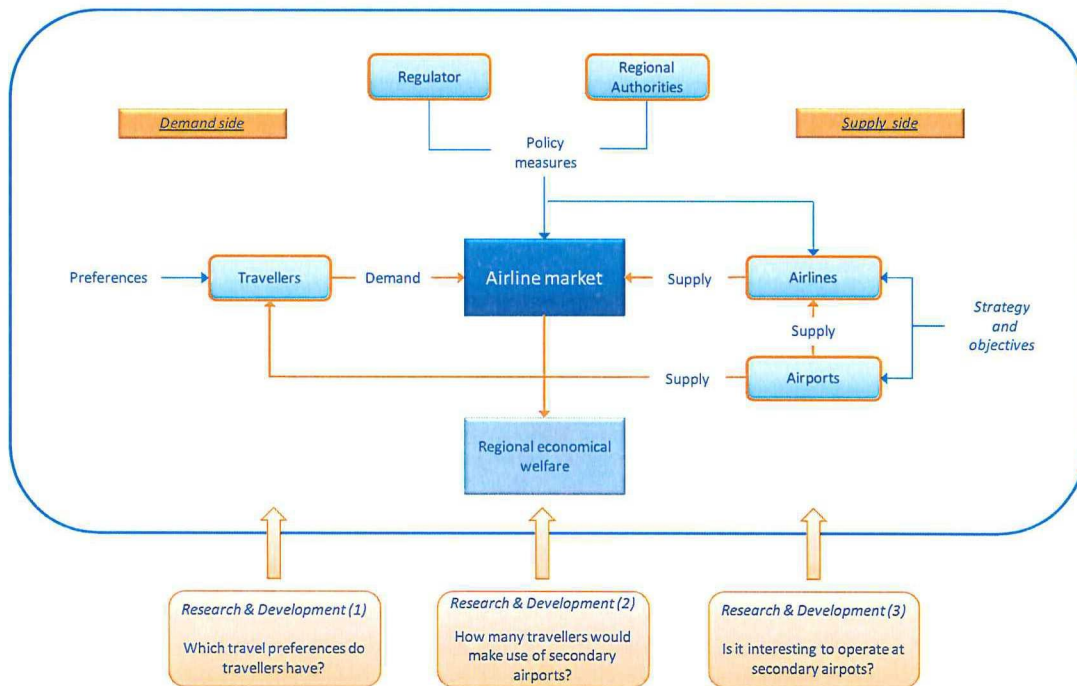 Regulator
Regional
Authorities
Demand side
Supply side
Policy
measures
Preferences
Travellers
Demand
Airline market
Supply
Airlines
Supply
Strategy
and
objectives
Supply
Airports
Regional economical
welfare
Research & Development (1)
Which travel preferences do
travellers have?
Research & Development (2)
How many travellers would
make use of secondary
airports?
Research & Development (3)
Is it interesting to operate at
secondary airpots?